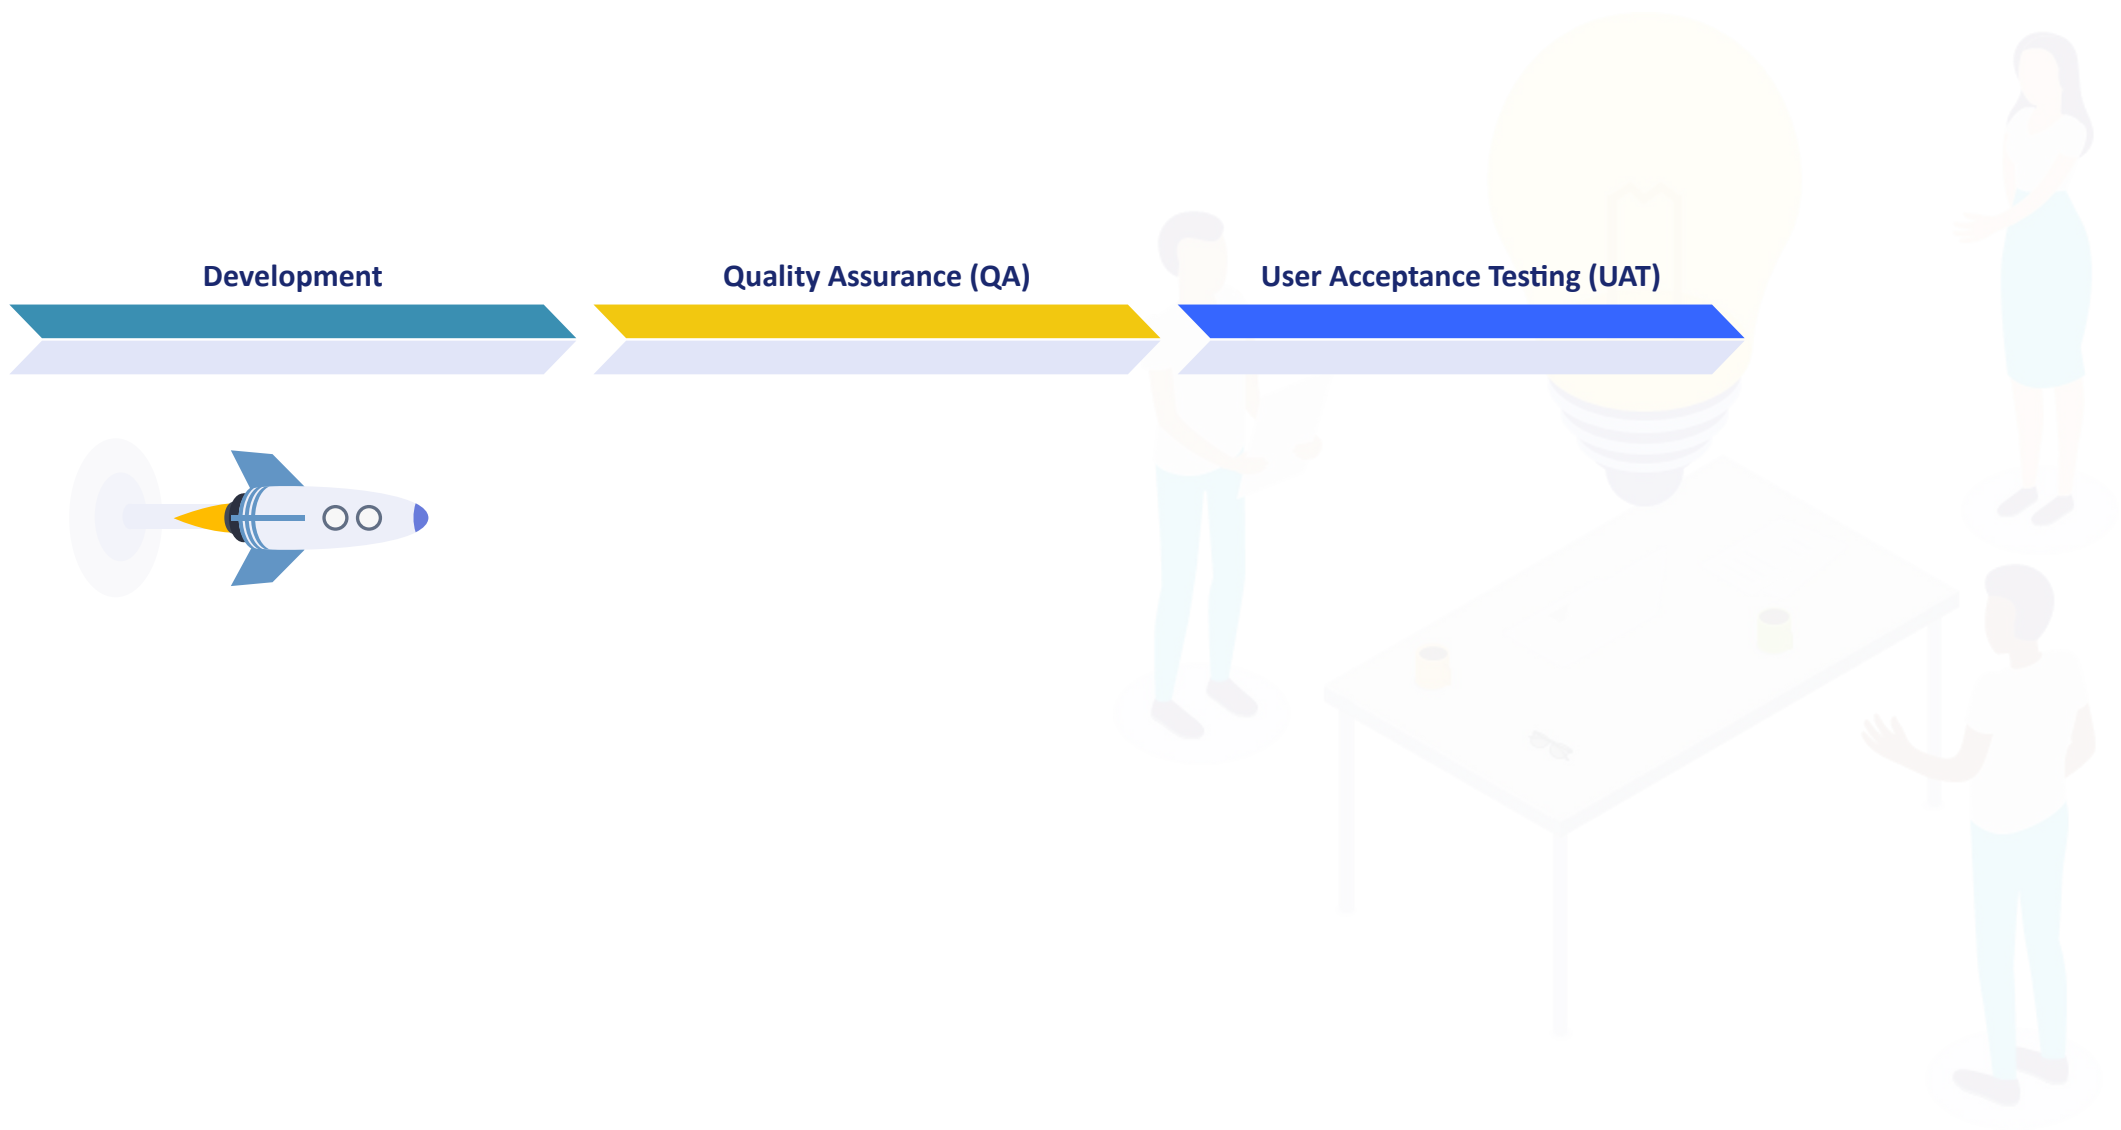 Development
Quality Assurance (QA)
User Acceptance Testing (UAT)